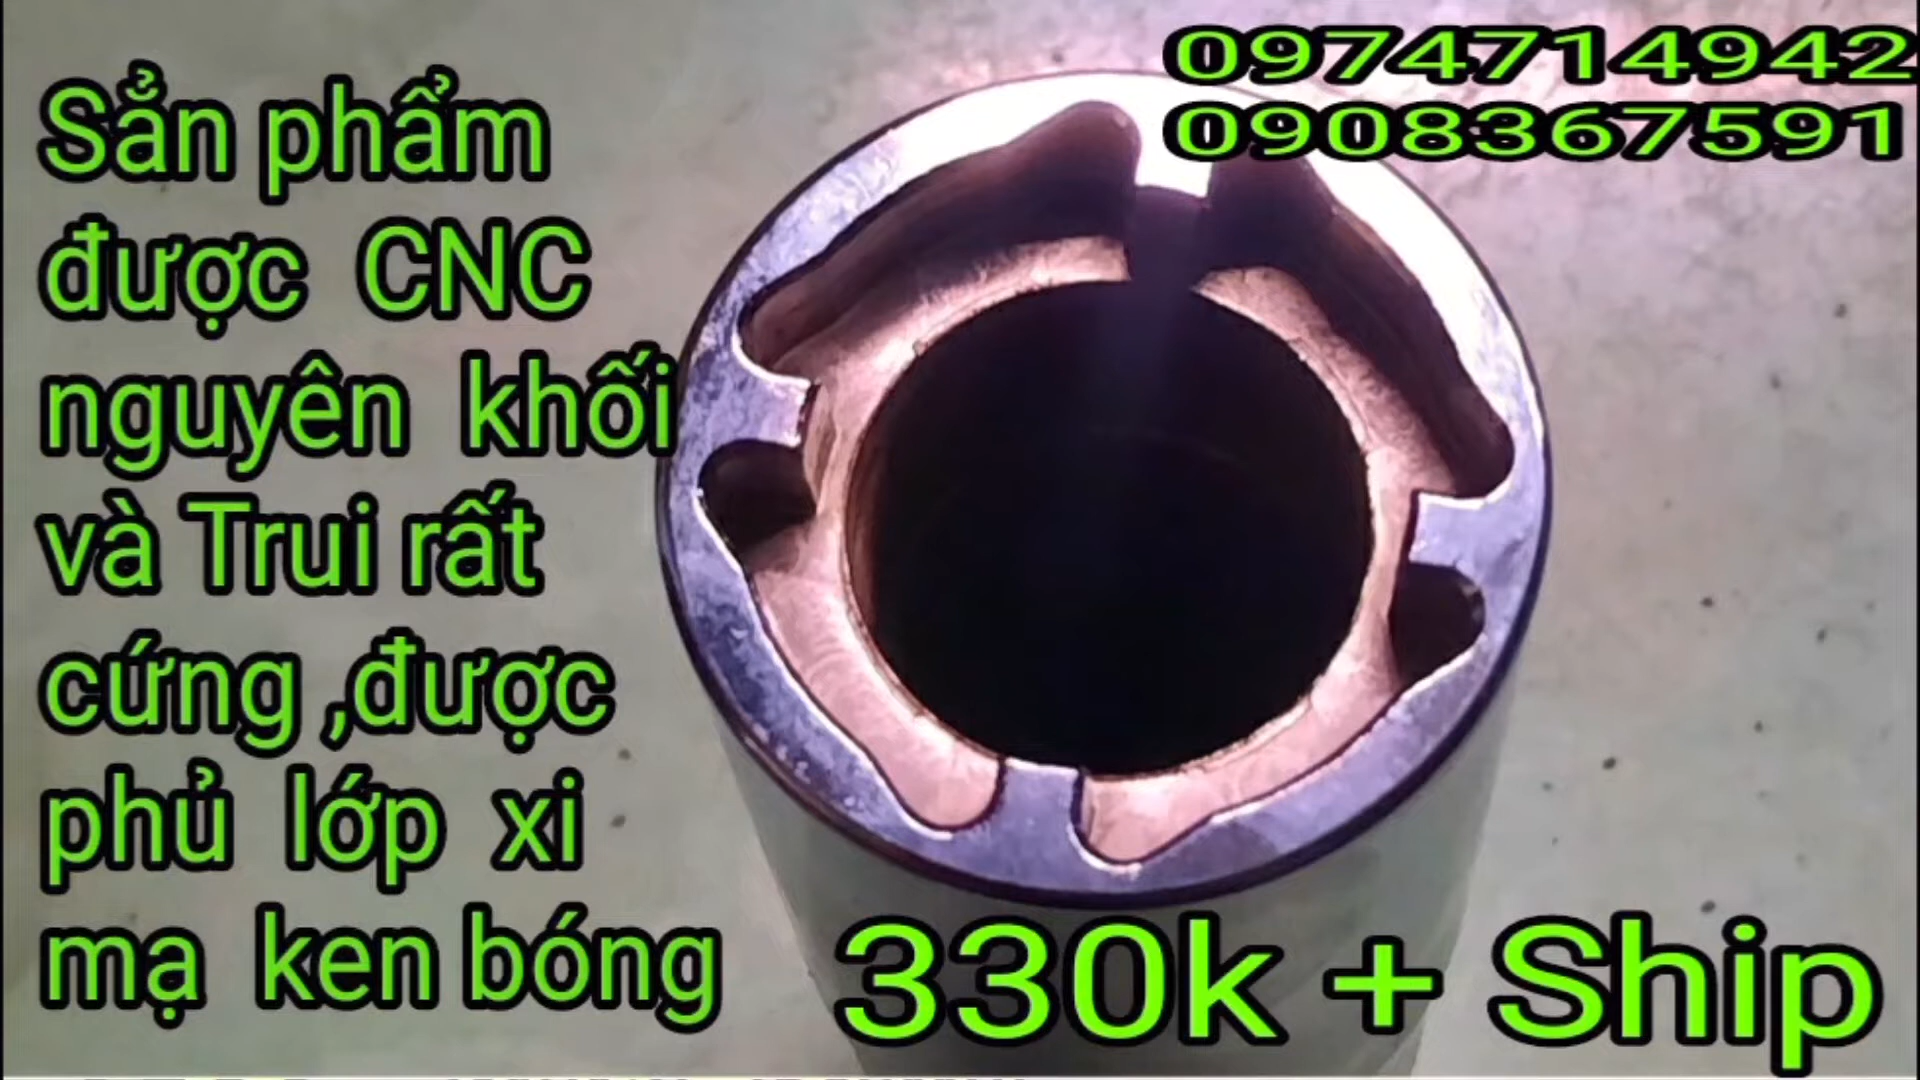 0974714942
0908367591
Sẳn phẩm
được CNC
nguyên khối
và Trui rất
cứng ,được
phủ lớp xi
mạ ken bóng
330k + Ship